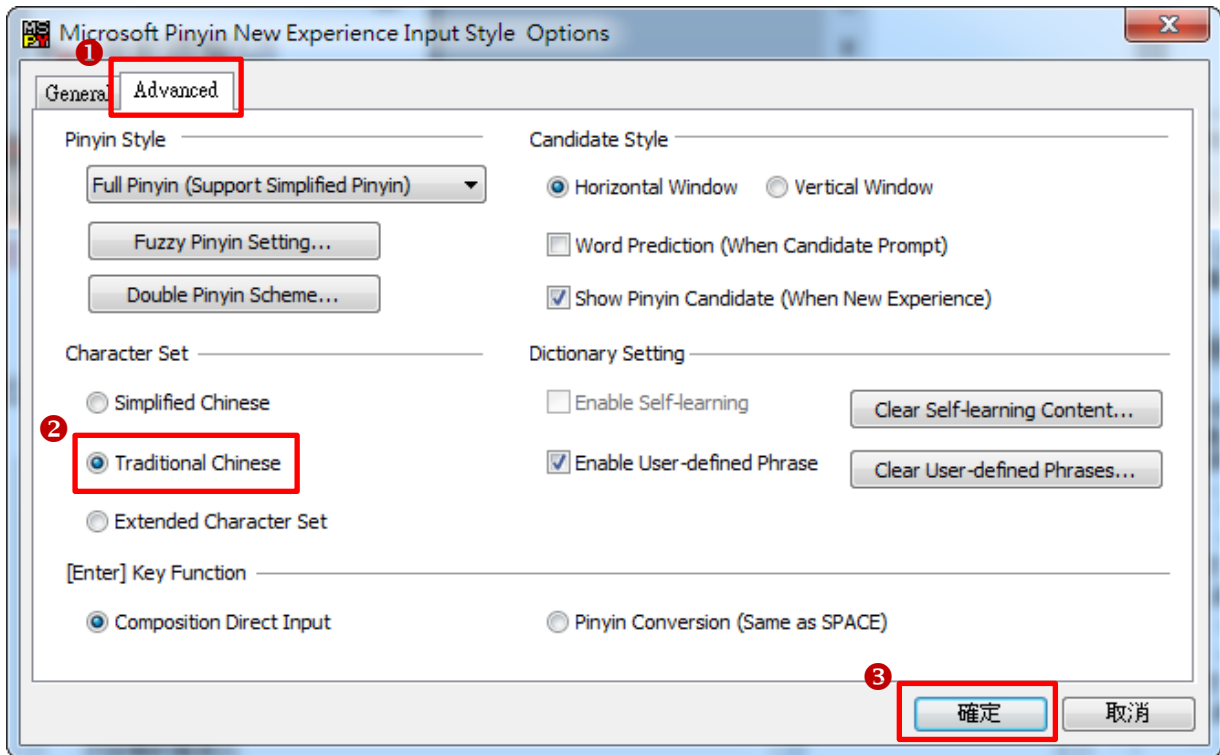 Microsoft Pinyin New Experience Input Style Options
❶
General Advanced
Pinyin Style
Full Pinyin (Support Simplified Pinyin)
Fuzzy Pinyin Setting...
Double Pinyin Scheme...
Candidate Style
Horizontal Window Vertical Window
Word Prediction (When Candidate Prompt)
Show Pinyin Candidate (When New Experience)
Character Set
Simplified Chinese
❷
Traditional Chinese
Extended Character Set
Dictionary Setting
Enable Self-learning Clear Self-learning Content...
Enable User-defined Phrase Clear User-defined Phrases...
[Enter] Key Function
Composition Direct Input Pinyin Conversion (Same as SPACE)
❸
確定 取消